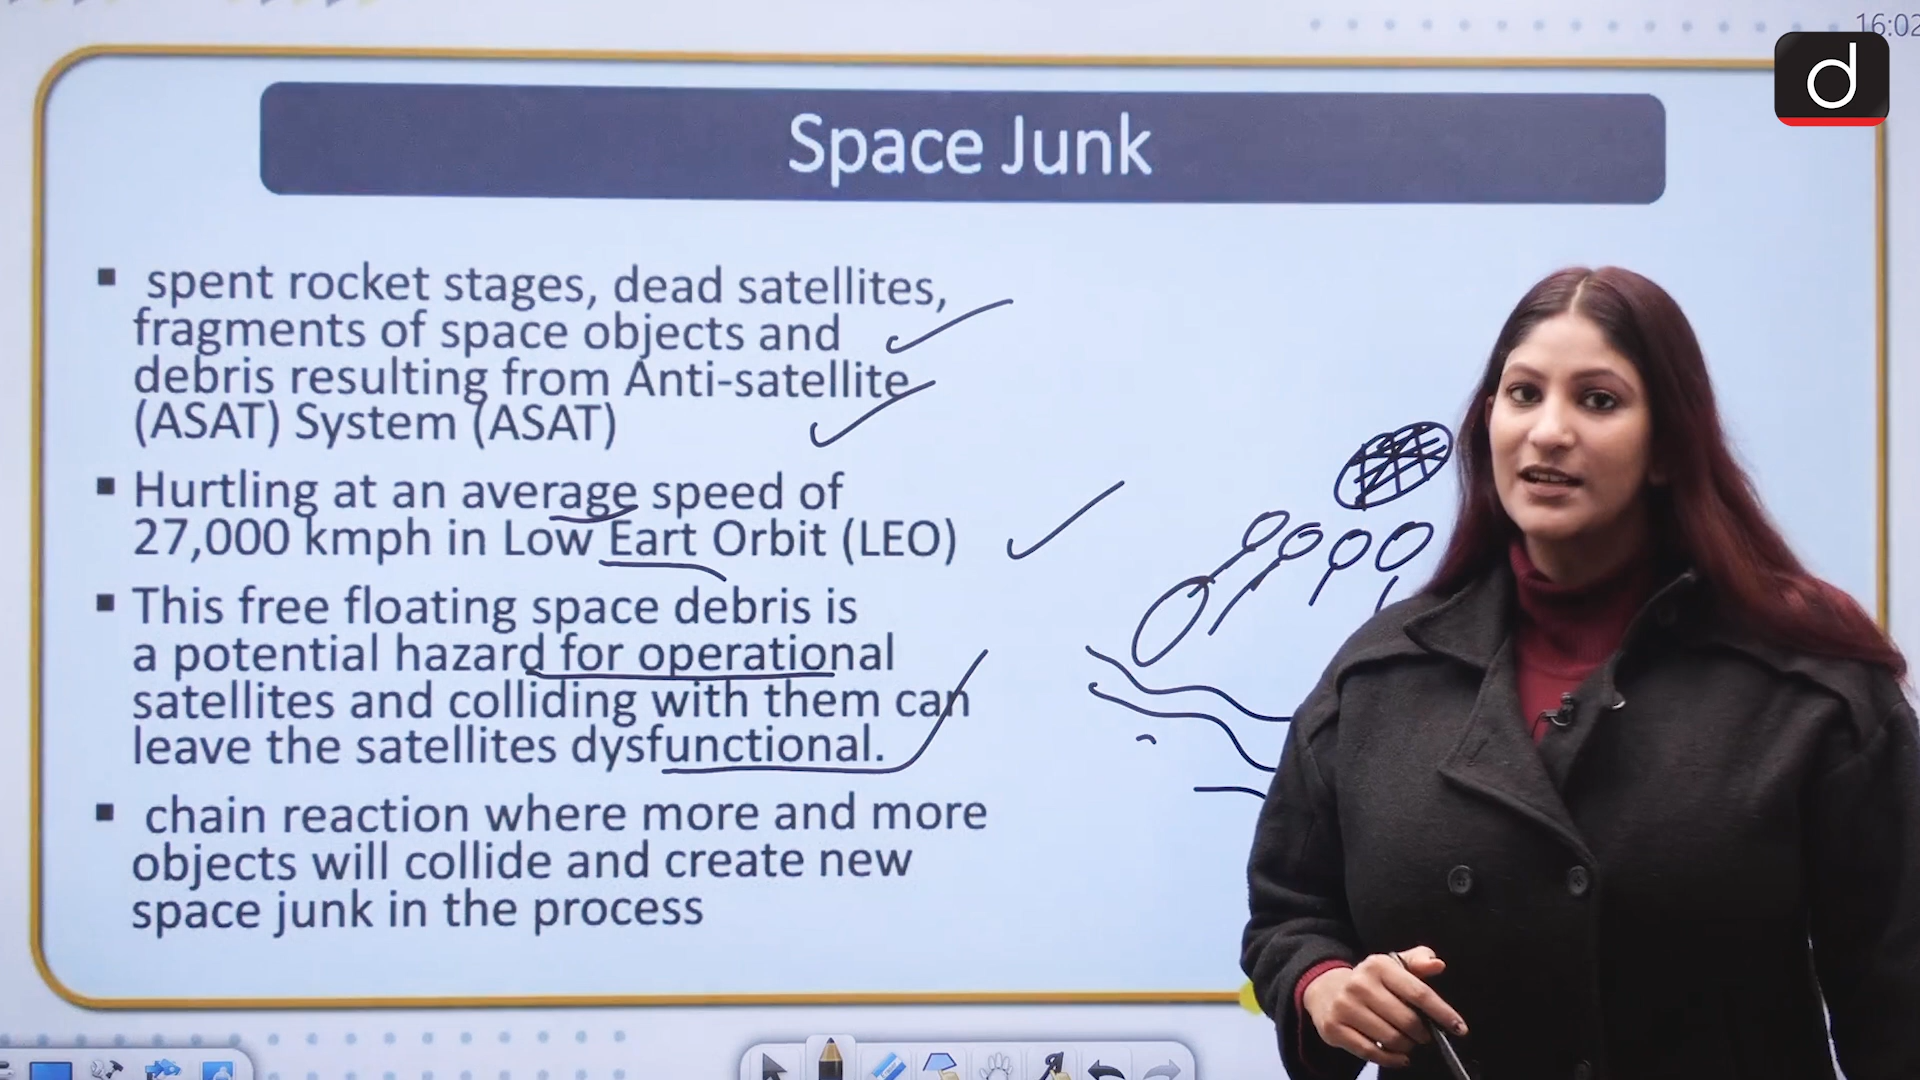 16:02
d
Space Junk
spent rocket stages, dead satellites,
fragments of space objects and
debris resulting from Anti-satellite
(ASAT) System (ASAT)
Hurtling at an average speed of
27,000 kmph in Low Eart Orbit (LEO)
This free floating space debris is
a potential hazard for operational
satellites and colliding with them can
leave the satellites dysfunctional.
chain reaction where more and more
objects will collide and create new
space junk in the process